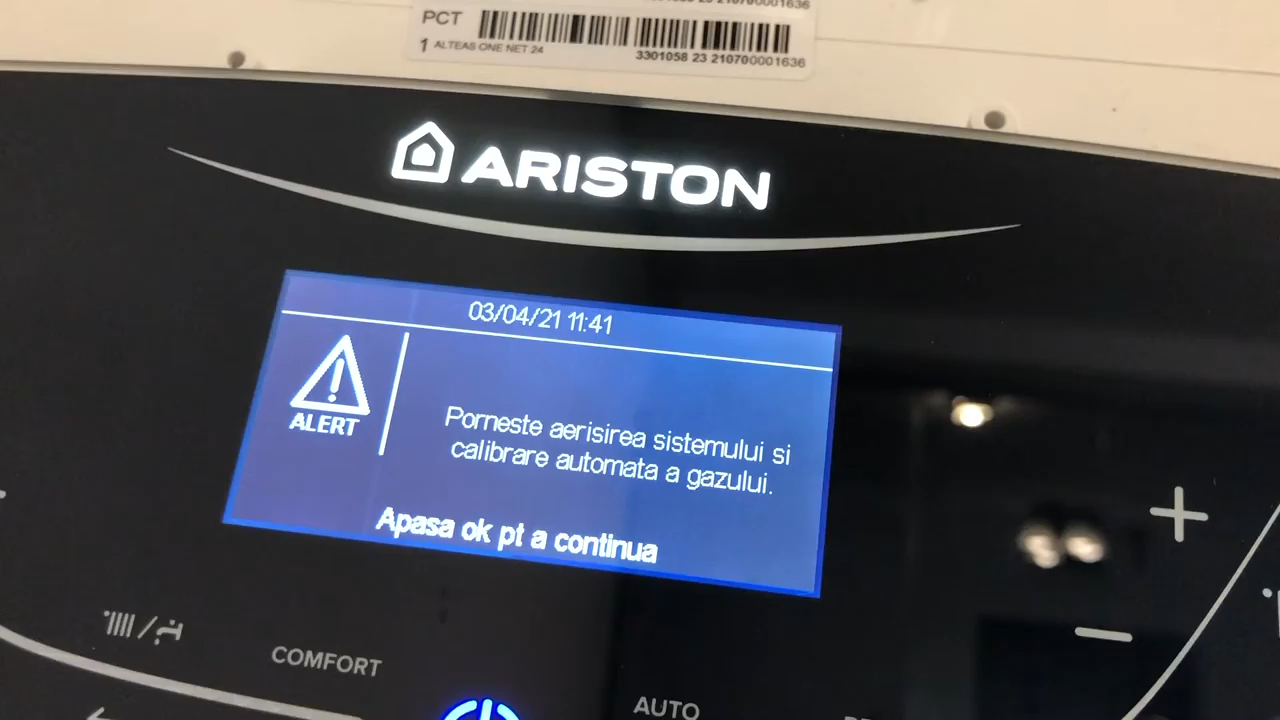 PCT
1 ALTEAS ONE NET 24
3301058 23 210700001636
ARISTON
03/04/21 11:41
ALERT
Porneste aerisirea sistemului si
calibrare automata a gazului.
Apasa ok pt a continua
COMFORT
AUTO